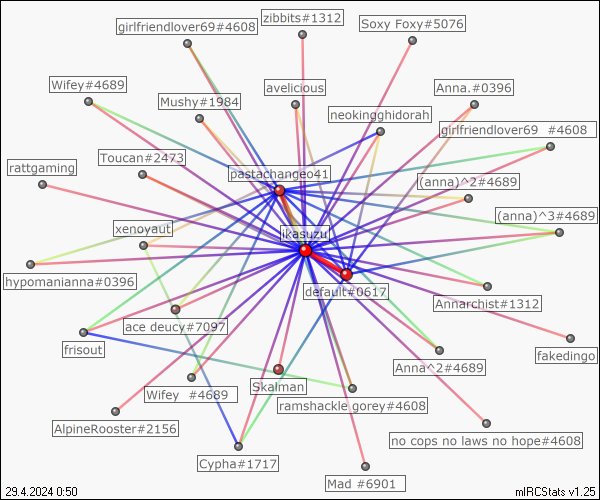 zibbits#1312
Soxy Foxy#5076
girlfriendlover69#4608
Wifey#4689
avelicious
Anna.#0396
Mushy#1984
neokingghidorah
girlfriendlover69  #4608
Toucan#2473
rattgaming
pastachangeo41
(anna)^2#4689
(anna)^3#4689
xenoyaut
ikasuzu
hypomanianna#0396
default#0617
Annarchist#1312
ace deucy#7097
frisout
fakedingo
Anna^2#4689
Skalman
Wifey  #4689
ramshackle gorey#4608
AlpineRooster#2156
no cops no laws no hope#4608
Cypha#1717
Mad #6901
29.4.2024 0:50
mIRCStats v1.25